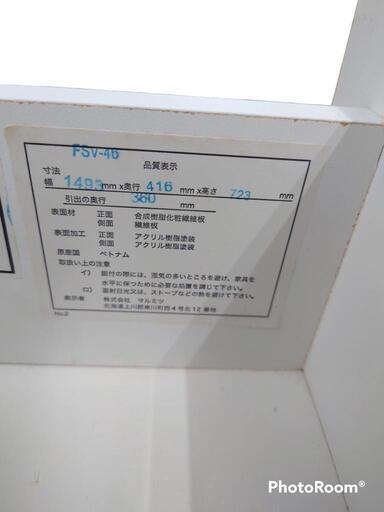 FSV-46
品質表示
寸法
幅 1493mm x奥行 416 mm x高さ 723 mm
引出の奥行 360 mm
表面材 正面 合成樹脂化粧繊維板
側面 繊維板
表面加工 正面 アクリル樹脂塗装
側面 アクリル樹脂塗装
原産国 ベトナム
取扱い上の注意
イ) 据付の際には、湿気の多いところを避け、家具を
水平に保つために必要な処置を講じて下さい。
ロ) 直射日光又は、ストーブなどの熱を避けて下さい。
表示者 株式会社 マルミツ
北海道上川郡東川町西4号北12番地
No.2
PhotoRoom